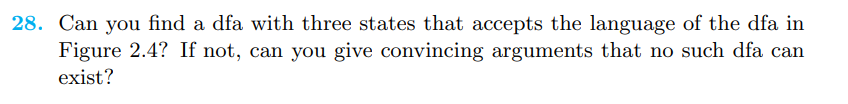 28. Can you find a dfa with three states that accepts the language of the dfa in
Figure 2.4? If not, can you give convincing arguments that no such dfa can
exist?